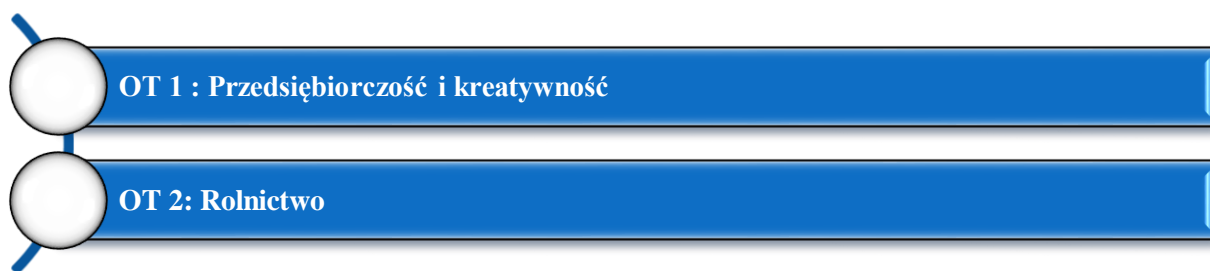 OT 1 : Przedsiębiorczość i kreatywność
OT 2: Rolnictwo